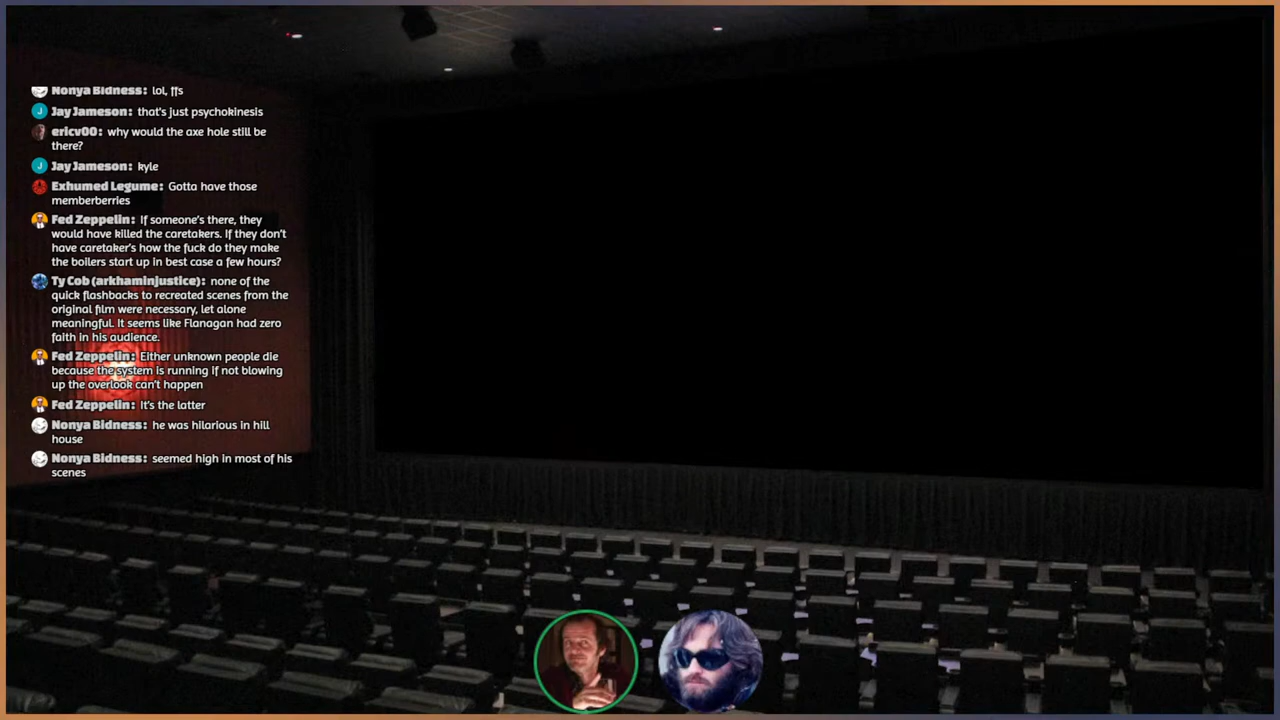 Nonya Bidness: lol, ffs
Jay Jameson: that's just psychokinesis
ericv00: why would the axe hole still be
there?
Jay Jameson: kyle
Exhumed Legume: Gotta have those
memberberries
Fed Zeppelin: If someone's there, they
would have killed the caretakers. If they don't
have caretaker's how the fuck do they make
the boilers start up in best case a few hours?
Ty Cob (arkhaminjustice): none of the
quick flashbacks to recreated scenes from the
original film were necessary, let alone
meaningful. It seems like Flanagan had zero
faith in his audience.
Fed Zeppelin: Either unknown people die
because the system is running if not blowing
up the overlook can't happen
Fed Zeppelin: It's the latter
Nonya Bidness: he was hilarious in hill
house
Nonya Bidness: seemed high in most of his
scenes